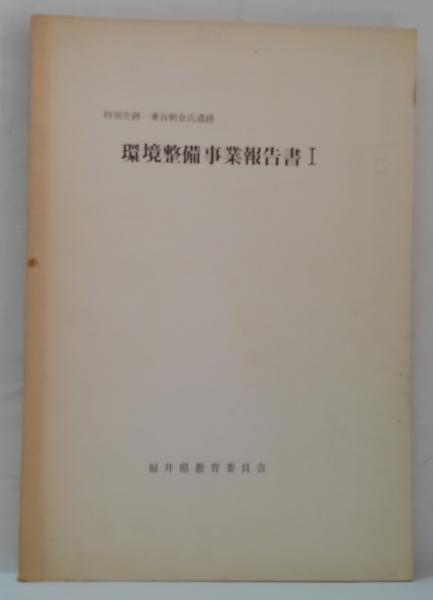 特別史跡一乗谷朝倉氏遺跡
環境整備事業報告書Ⅰ
福井県教育委員会